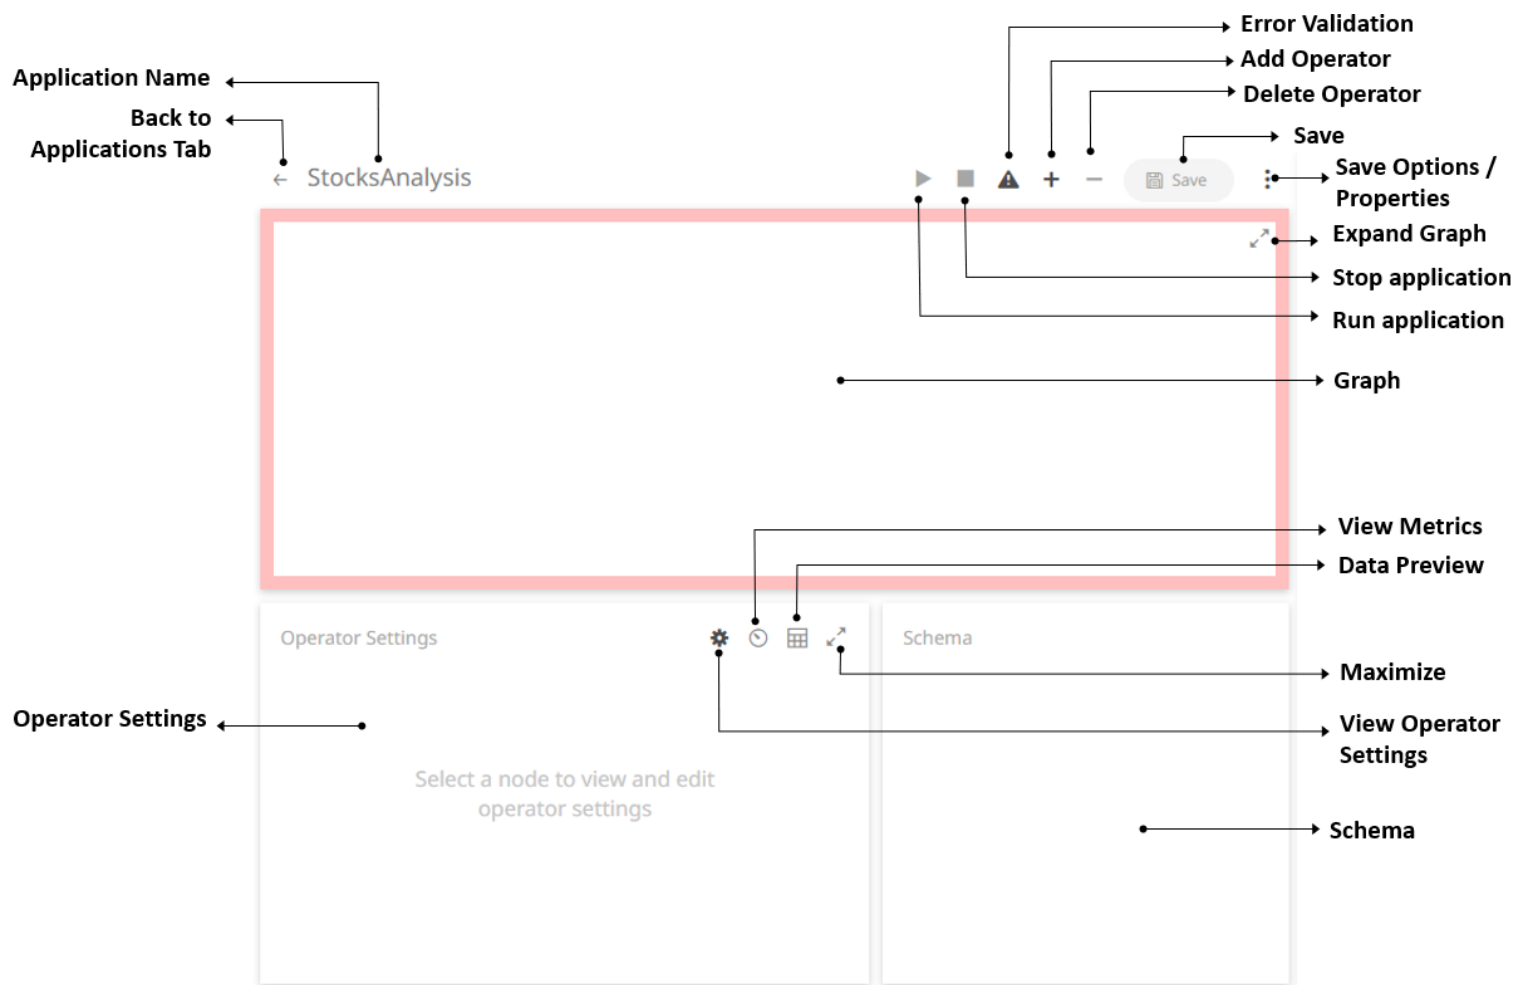 Error Validation
Add Operator
Delete Operator
Application Name
Back to
Applications Tab
Save
StocksAnalysis
Save
Save Options /
Properties
Expand Graph
Stop application
Run application
Graph
View Metrics
Data Preview
Operator Settings
Schema
Maximize
Operator Settings
View Operator
Settings
Select a node to view and edit
operator settings
Schema